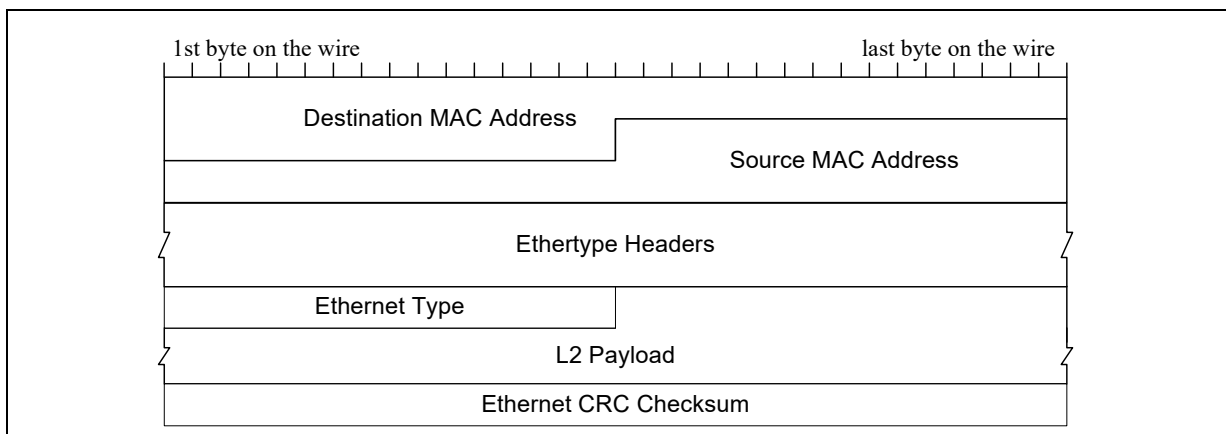 1st byte on the wire
last byte on the wire
Destination MAC Address
Source MAC Address
Ethertype Headers
Ethernet Type
L2 Payload
Ethernet CRC Checksum